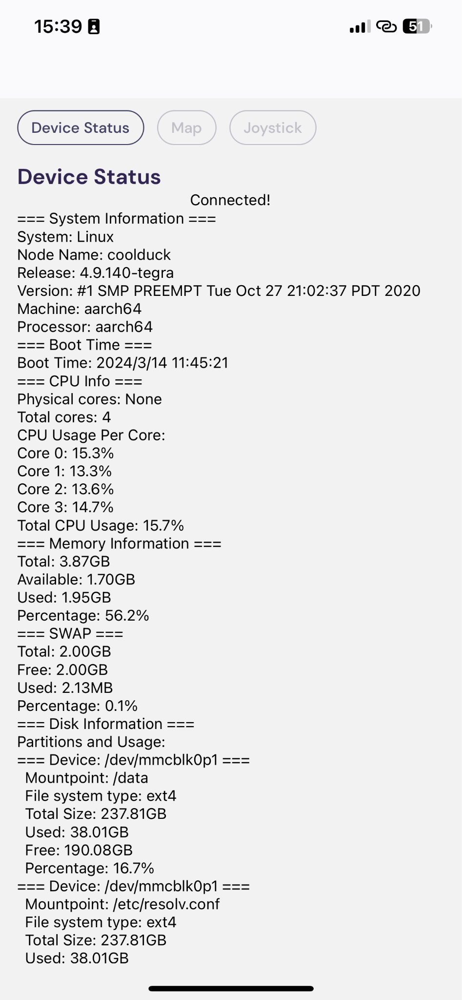 15:39
51
Device Status Map Joystick
Device Status
Connected!
=== System Information ===
System: Linux
Node Name: coolduck
Release: 4.9.140-tegra
Version: #1 SMP PREEMPT Tue Oct 27 21:02:37 PDT 2020
Machine: aarch64
Processor: aarch64
=== Boot Time ===
Boot Time: 2024/3/14 11:45:21
=== CPU Info ===
Physical cores: None
Total cores: 4
CPU Usage Per Core:
Core 0: 15.3%
Core 1: 13.3%
Core 2: 13.6%
Core 3: 14.7%
Total CPU Usage: 15.7%
=== Memory Information ===
Total: 3.87GB
Available: 1.70GB
Used: 1.95GB
Percentage: 56.2%
=== SWAP ===
Total: 2.00GB
Free: 2.00GB
Used: 2.13MB
Percentage: 0.1%
=== Disk Information ===
Partitions and Usage:
=== Device: /dev/mmcblk0p1 ===
Mountpoint: /data
File system type: ext4
Total Size: 237.81GB
Used: 38.01GB
Free: 190.08GB
Percentage: 16.7%
=== Device: /dev/mmcblk0p1 ===
Mountpoint: /etc/resolv.conf
File system type: ext4
Total Size: 237.81GB
Used: 38.01GB